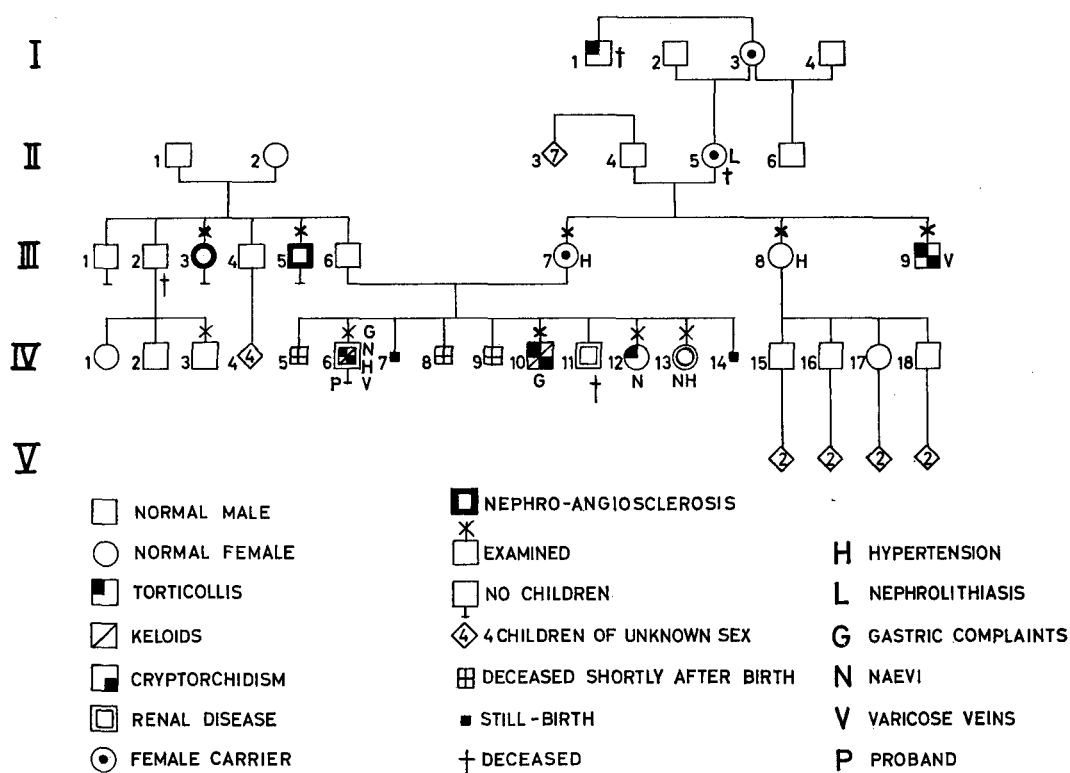 I
1 † 2 3 4
II
1 2 3 7 4 5 L † 6
III
1 2 † 3 4 5 6 7 H 8 H 9 V
IV
1 2 3 4 4 5 6 G N H V P 7 8 9 10 G 11 † 12 N 13 NH 14 15 16 17 18
V
2 2 2 2
NORMAL MALE
NORMAL FEMALE
TORTICOLLIS
KELOIDS
CRYPTORCHIDISM
RENAL DISEASE
FEMALE CARRIER
NEPHRO-ANGIOSCLEROSIS
EXAMINED
NO CHILDREN
4 4 CHILDREN OF UNKNOWN SEX
DECEASED SHORTLY AFTER BIRTH
STILL-BIRTH
† DECEASED
H HYPERTENSION
L NEPHROLITHIASIS
G GASTRIC COMPLAINTS
N NAEVI
V VARICOSE VEINS
P PROBAND